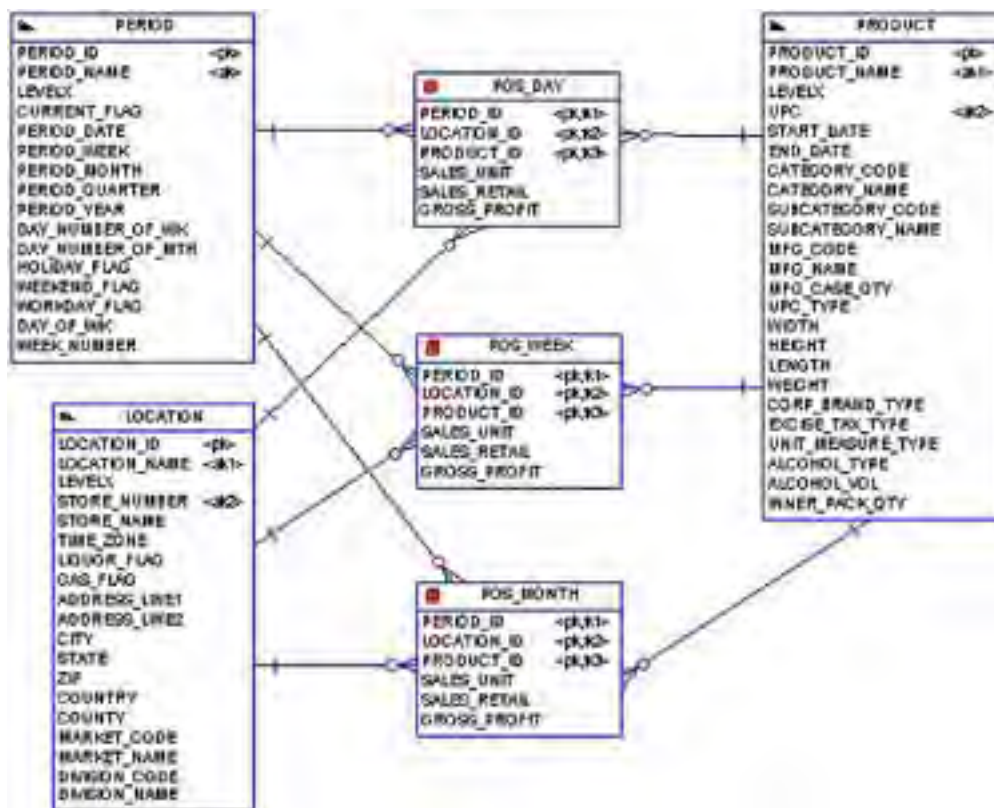 PERIOD
PERIOD_ID <pk>
PERIOD_NAME <ak>
LEVELX
CURRENT_FLAG
PERIOD_DATE
PERIOD_WEEK
PERIOD_MONTH
PERIOD_QUARTER
PERIOD_YEAR
DAY_NUMBER_OF_WK
DAY_NUMBER_OF_MTH
HOLIDAY_FLAG
WEEKEND_FLAG
WORKDAY_FLAG
DAY_OF_WK
WEEK_NUMBER
LOCATION
LOCATION_ID <pk>
LOCATION_NAME <ak1>
LEVELX
STORE_NUMBER <ak2>
STORE_NAME
TIME_ZONE
LIQUOR_FLAG
GAS_FLAG
ADDRESS_LINE1
ADDRESS_LINE2
CITY
STATE
ZIP
COUNTRY
COUNTY
MARKET_CODE
MARKET_NAME
DIVISION_CODE
DIVISION_NAME
POS_DAY
PERIOD_ID <pk,fk1>
LOCATION_ID <pk,fk2>
PRODUCT_ID <pk,fk3>
SALES_UNIT
SALES_RETAIL
GROSS_PROFIT
POS_WEEK
PERIOD_ID <pk,fk1>
LOCATION_ID <pk,fk2>
PRODUCT_ID <pk,fk3>
SALES_UNIT
SALES_RETAIL
GROSS_PROFIT
POS_MONTH
PERIOD_ID <pk,fk1>
LOCATION_ID <pk,fk2>
PRODUCT_ID <pk,fk3>
SALES_UNIT
SALES_RETAIL
GROSS_PROFIT
PRODUCT
PRODUCT_ID <pk>
PRODUCT_NAME <ak1>
LEVELX
UPC <ak2>
START_DATE
END_DATE
CATEGORY_CODE
CATEGORY_NAME
SUBCATEGORY_CODE
SUBCATEGORY_NAME
MFG_CODE
MFG_NAME
MFG_CASE_QTY
UPC_TYPE
WIDTH
HEIGHT
LENGTH
WEIGHT
CORP_BRAND_TYPE
EXCISE_TAX_TYPE
UNIT_MEASURE_TYPE
ALCOHOL_TYPE
ALCOHOL_VOL
INNER_PACK_QTY